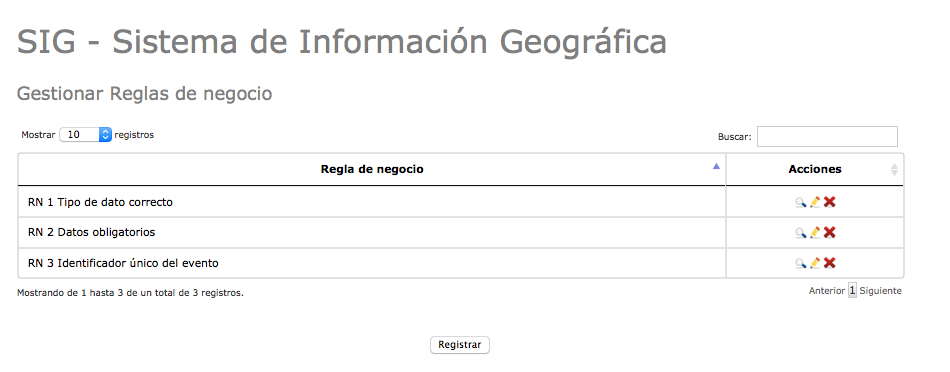 SIG - Sistema de Información Geográfica
Gestionar Reglas de negocio
Mostrar 10 registros
Buscar:
Regla de negocio Acciones
RN 1 Tipo de dato correcto
RN 2 Datos obligatorios
RN 3 Identificador único del evento
Mostrando de 1 hasta 3 de un total de 3 registros.
Anterior 1 Siguiente
Registrar